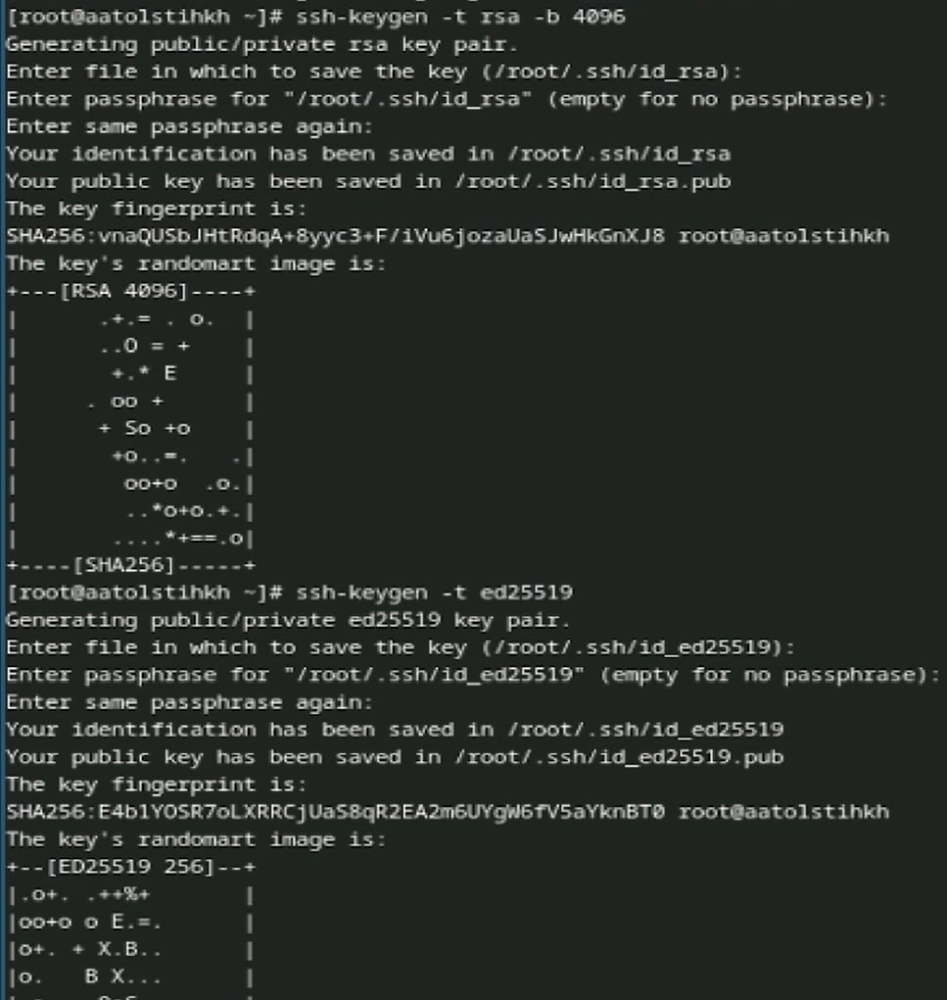 [root@aatolstihkh ~]# ssh-keygen -t rsa -b 4096
Generating public/private rsa key pair.
Enter file in which to save the key (/root/.ssh/id_rsa):
Enter passphrase for "/root/.ssh/id_rsa" (empty for no passphrase):
Enter same passphrase again:
Your identification has been saved in /root/.ssh/id_rsa
Your public key has been saved in /root/.ssh/id_rsa.pub
The key fingerprint is:
SHA256:vnaQUSbJHtRdqA+8yyc3+F/iVu6jozaUaSJwHkGnXJ8 root@aatolstihkh
The key's randomart image is:
+---[RSA 4096]----+
|      .+.= . o.  |
|      ..O = +    |
|       +.* E     |
|     . oo +      |
|      + So +o    |
|       +o..=.   .|
|        oo+o  .o.|
|        ..*o+o.+.|
|       ....*+==.o|
+----[SHA256]-----+
[root@aatolstihkh ~]# ssh-keygen -t ed25519
Generating public/private ed25519 key pair.
Enter file in which to save the key (/root/.ssh/id_ed25519):
Enter passphrase for "/root/.ssh/id_ed25519" (empty for no passphrase):
Enter same passphrase again:
Your identification has been saved in /root/.ssh/id_ed25519
Your public key has been saved in /root/.ssh/id_ed25519.pub
The key fingerprint is:
SHA256:E4b1YOSR7oLXRRCjUaS8qR2EA2m6UYgW6fV5aYknBT0 root@aatolstihkh
The key's randomart image is:
+--[ED25519 256]--+
|.o+. .++%+       |
|oo+o o E.=.      |
|o+. + X.B..      |
|o.   B X...      |